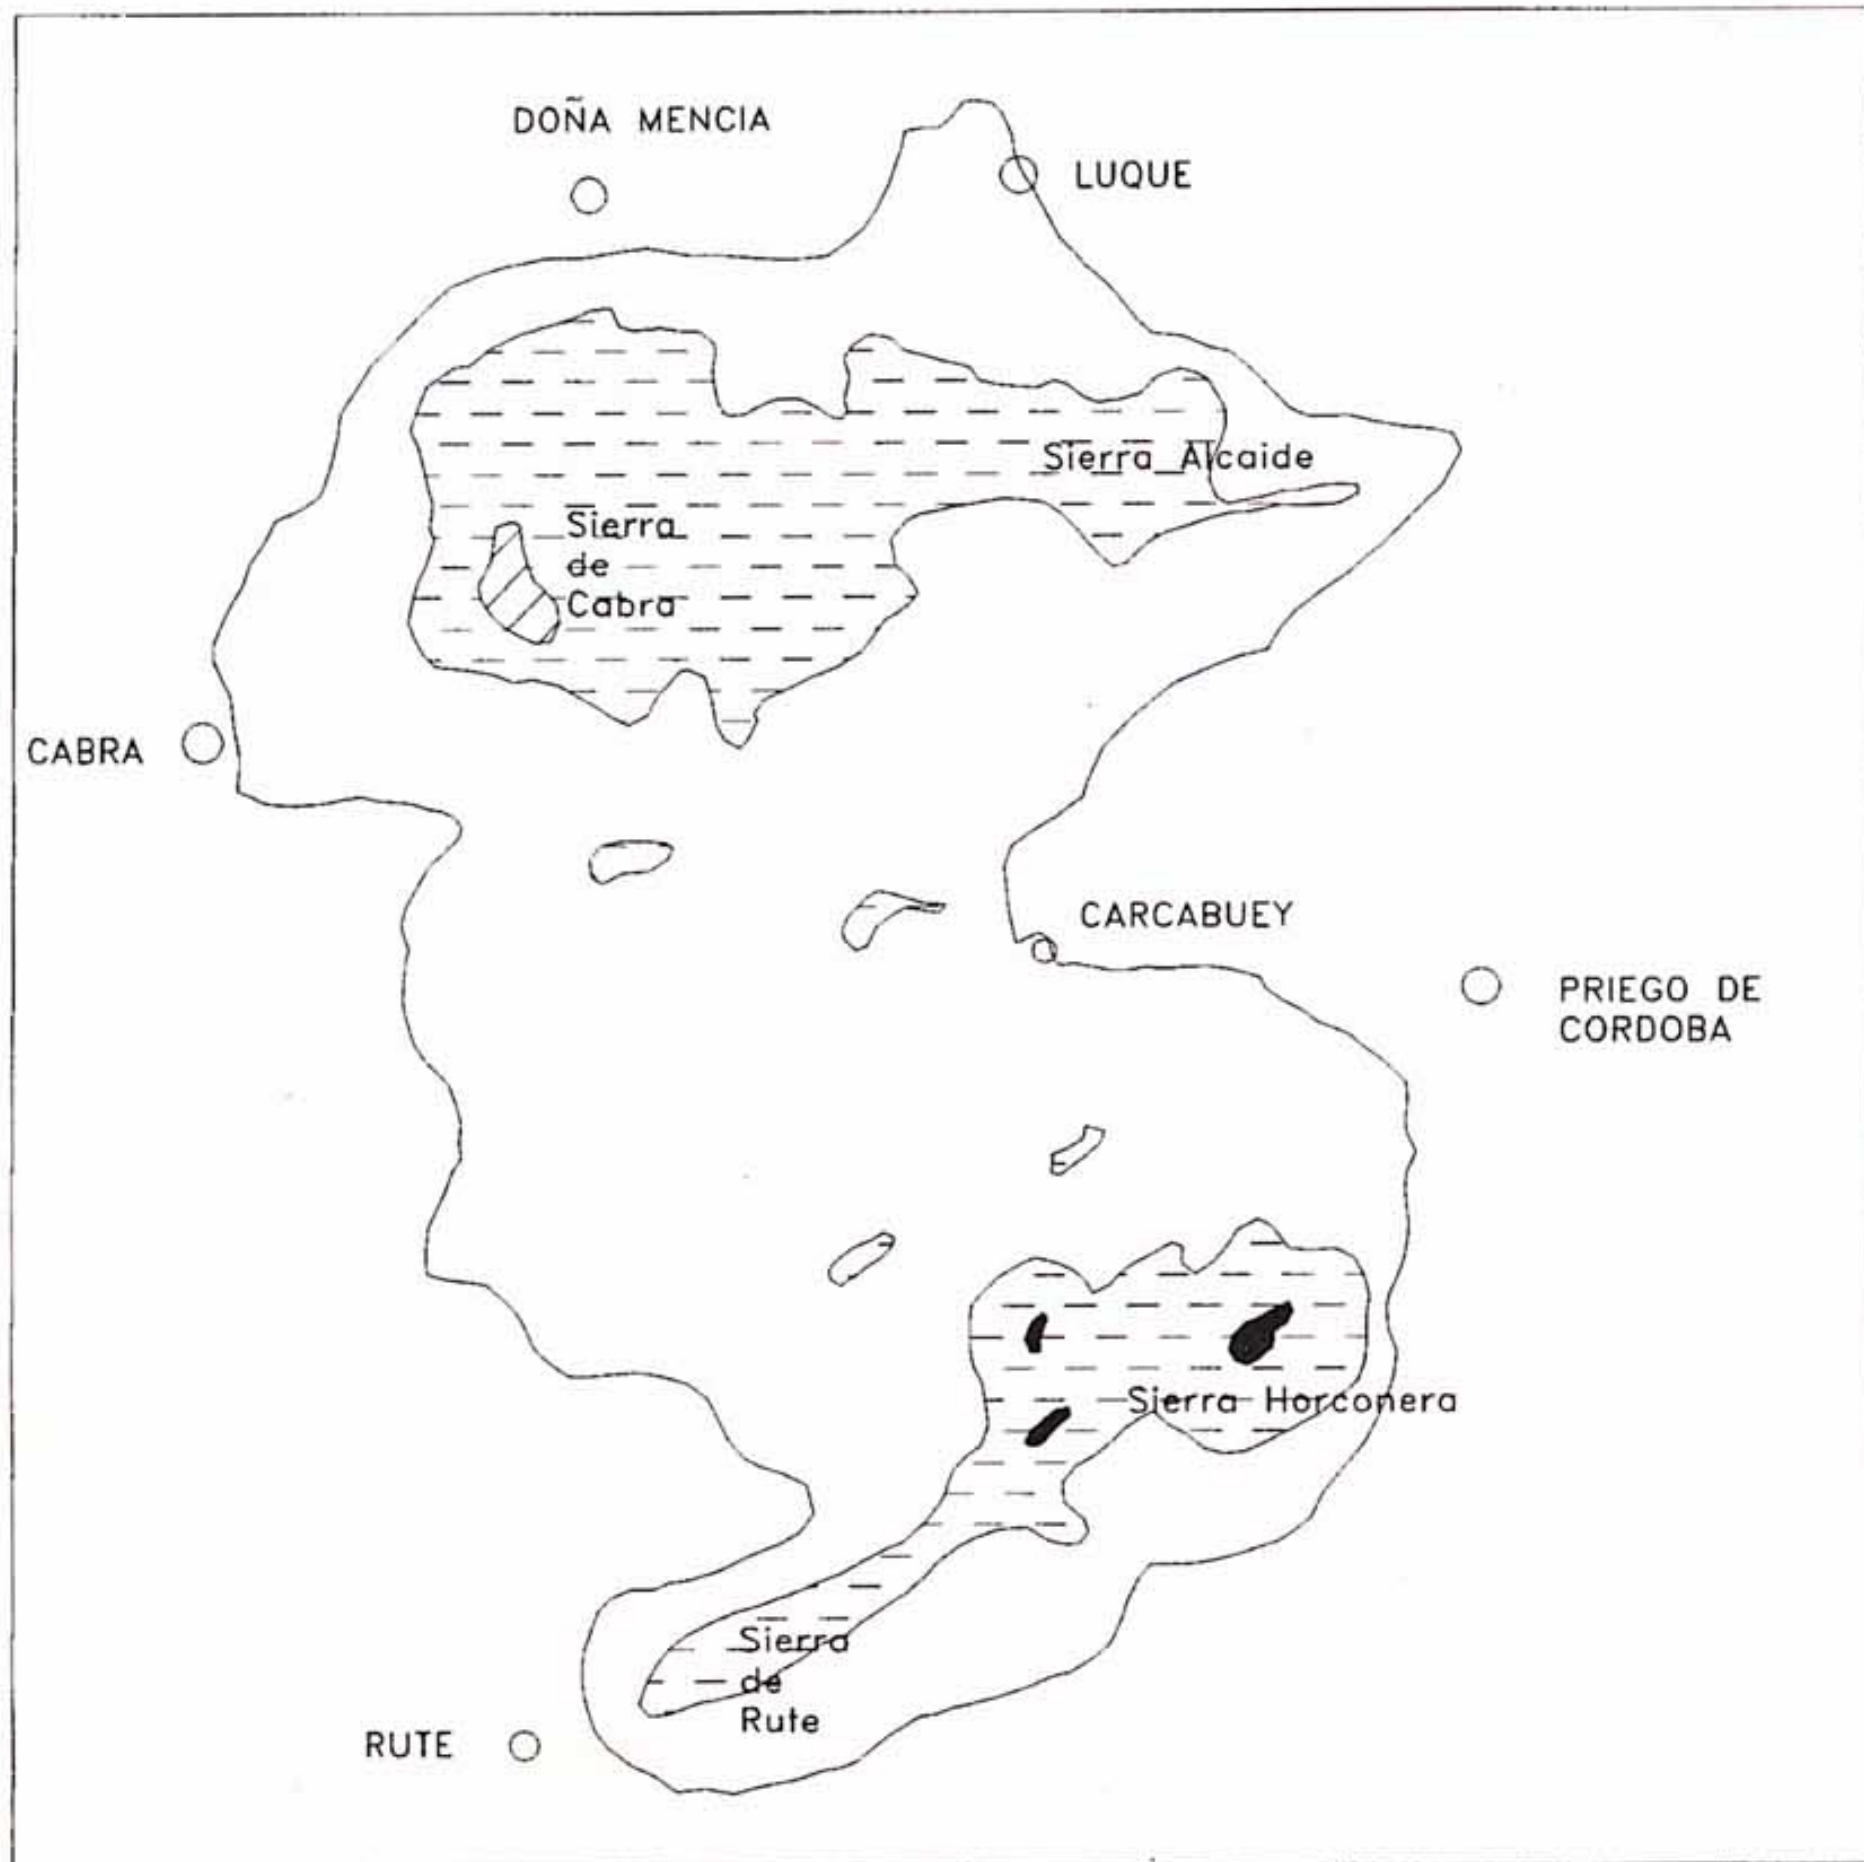 DOÑA MENCIA
LUQUE
Sierra Alcaide
Sierra
de
Cabra
CABRA
CARCABUEY
PRIEGO DE
CORDOBA
Sierra Horconera
Sierra
de
Rute
RUTE